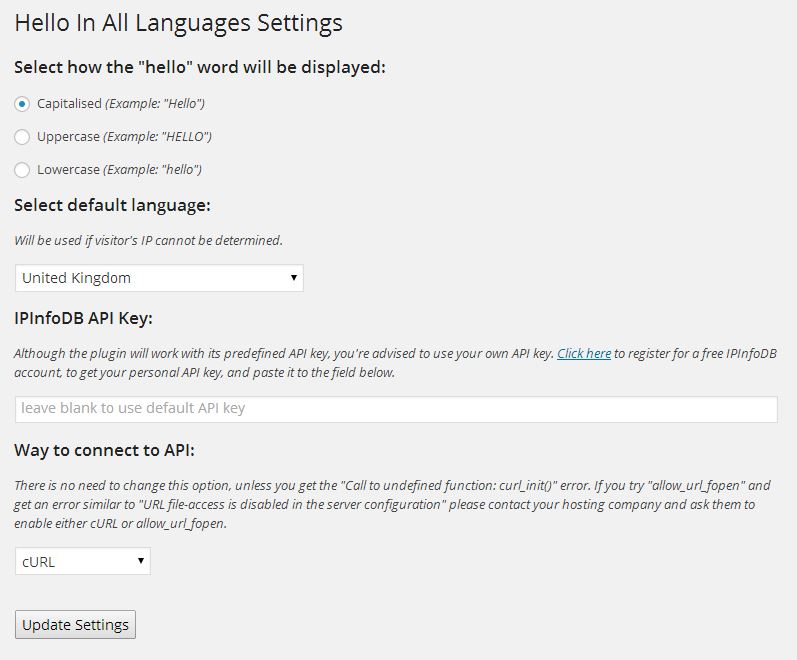 Hello In All Languages Settings
Select how the "hello" word will be displayed:
Capitalised (Example: "Hello")
Uppercase (Example: "HELLO")
Lowercase (Example: "hello")
Select default language:
Will be used if visitor's IP cannot be determined.
United Kingdom
IPInfoDB API Key:
Although the plugin will work with its predefined API key, you're advised to use your own API key. Click here to register for a free IPInfoDB
account, to get your personal API key, and paste it to the field below.
leave blank to use default API key
Way to connect to API:
There is no need to change this option, unless you get the "Call to undefined function: curl_init()" error. If you try "allow_url_fopen" and
get an error similar to "URL file-access is disabled in the server configuration" please contact your hosting company and ask them to
enable either cURL or allow_url_fopen.
cURL
Update Settings